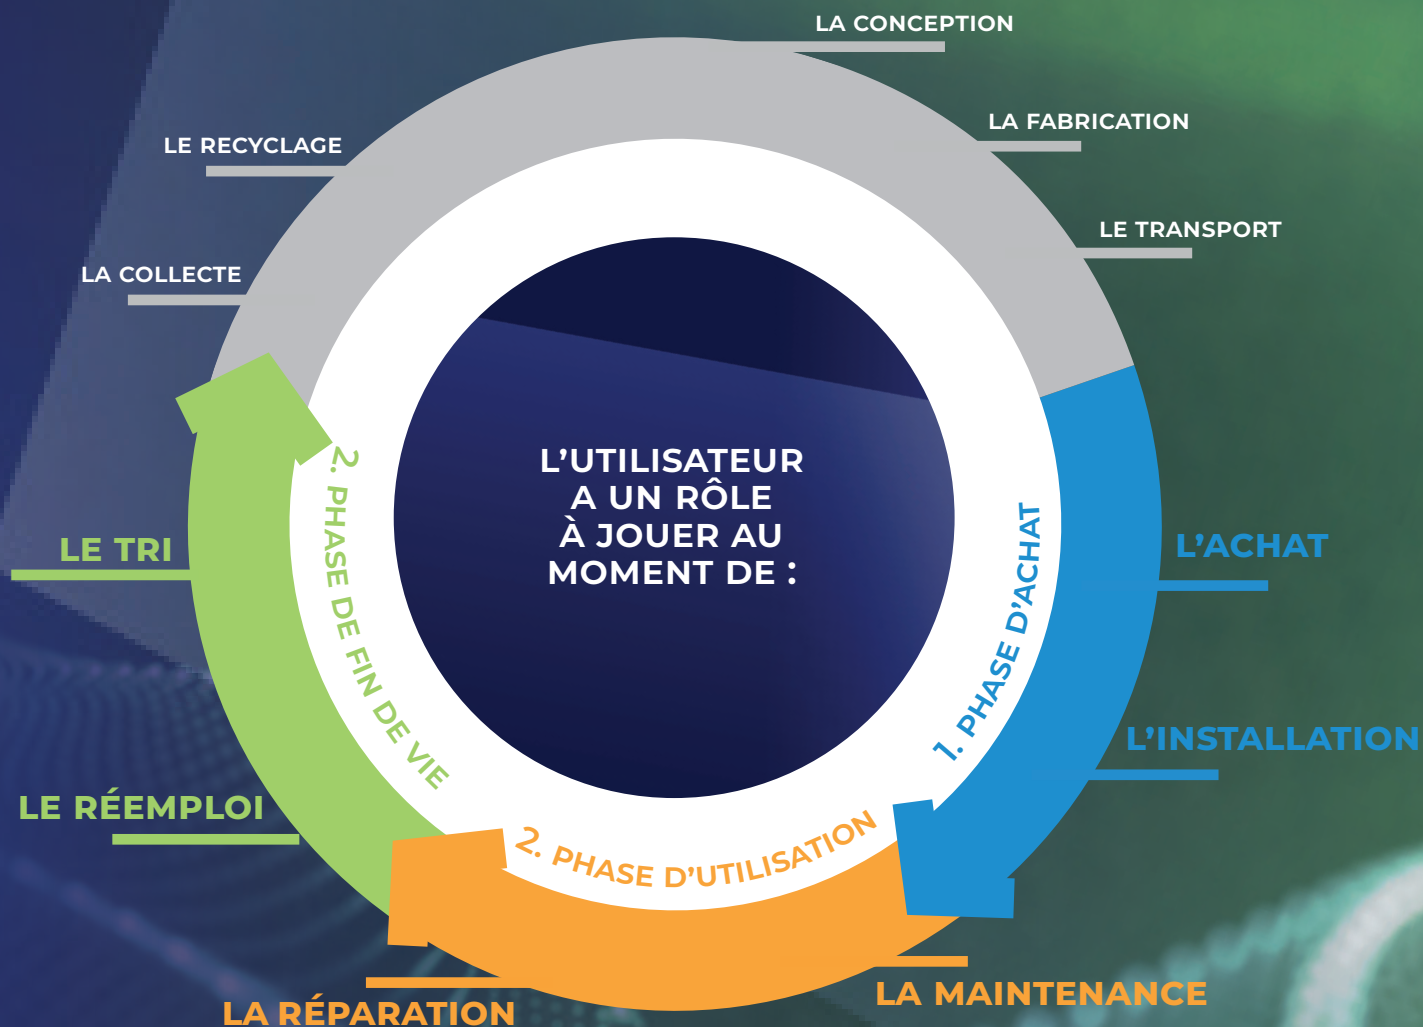 LA CONCEPTION
LA FABRICATION
LE TRANSPORT
LE RECYCLAGE
LA COLLECTE
L’UTILISATEUR
A UN RÔLE
À JOUER AU
MOMENT DE :
1. PHASE D’ACHAT
L’ACHAT
L’INSTALLATION
2. PHASE D’UTILISATION
LA MAINTENANCE
LA RÉPARATION
2. PHASE DE FIN DE VIE
LE RÉEMPLOI
LE TRI